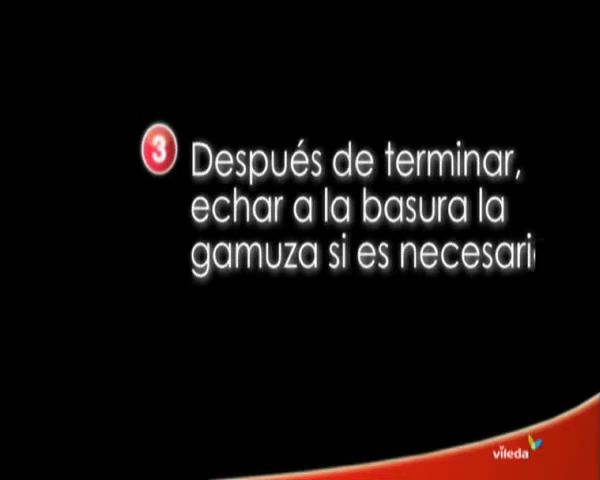 3
Después de terminar,
echar a la basura la
gamuza si es necesari
vileda